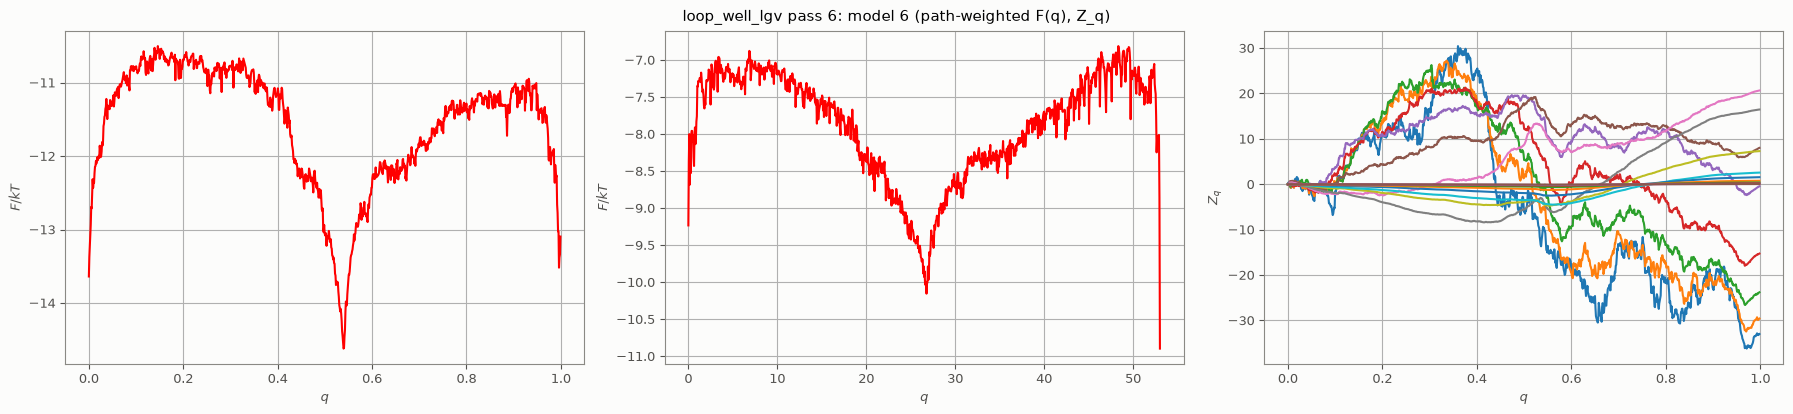 loop_well_lgv pass 6: model 6 (path-weighted F(q), Z_q)
F/kT
−11
−12
−13
−14
0.0 0.2 0.4 0.6 0.8 1.0
q
F/kT
−7.0
−7.5
−8.0
−8.5
−9.0
−9.5
−10.0
−10.5
−11.0
0 10 20 30 40 50
q
Z_q
30
20
10
0
−10
−20
−30
0.0 0.2 0.4 0.6 0.8 1.0
q